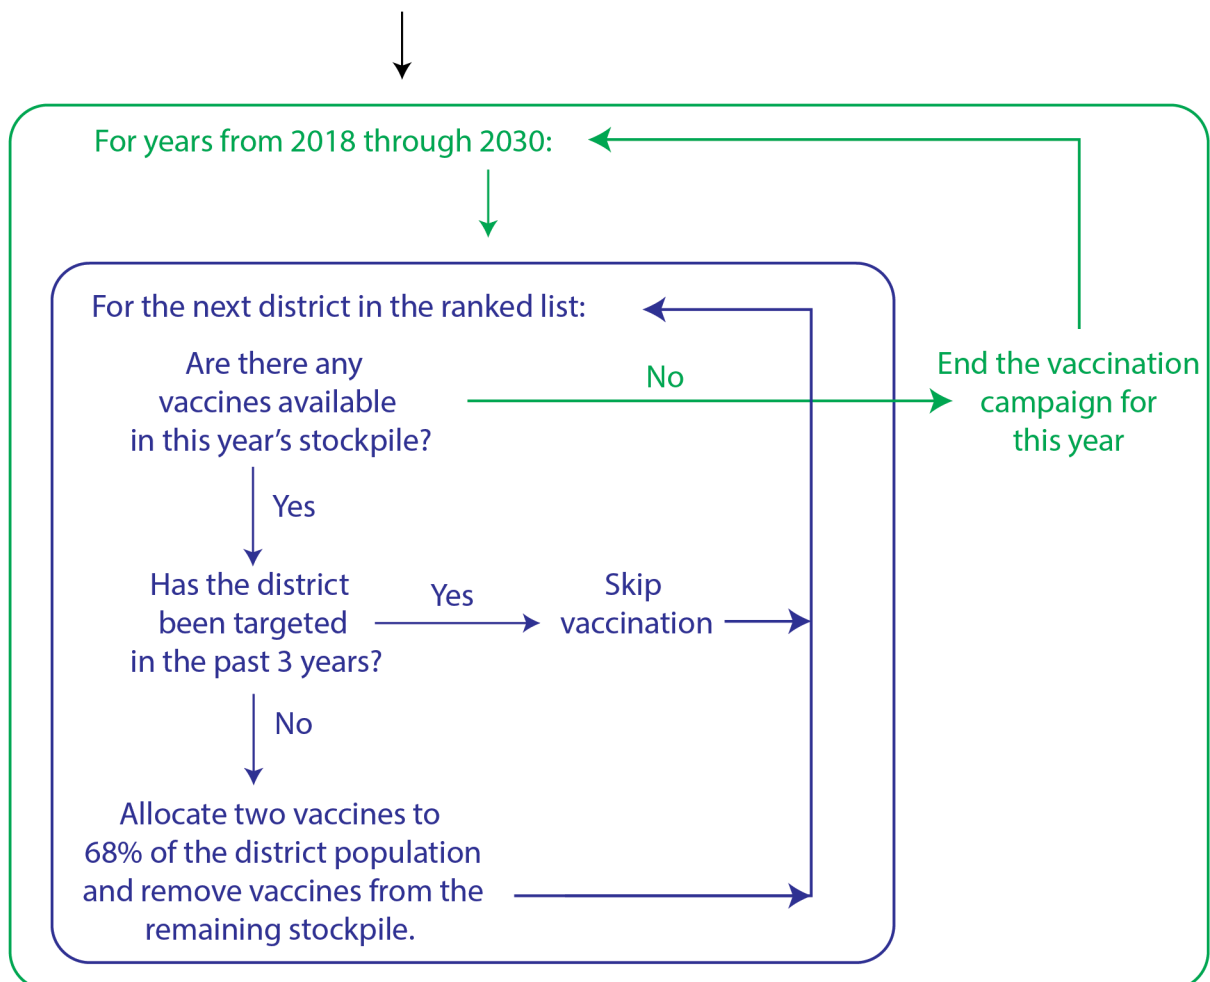 For years from 2018 through 2030:
For the next district in the ranked list:
Are there any
vaccines available
in this year’s stockpile?
No
End the vaccination
campaign for
this year
Yes
Has the district
been targeted
in the past 3 years?
Yes
Skip
vaccination
No
Allocate two vaccines to
68% of the district population
and remove vaccines from the
remaining stockpile.